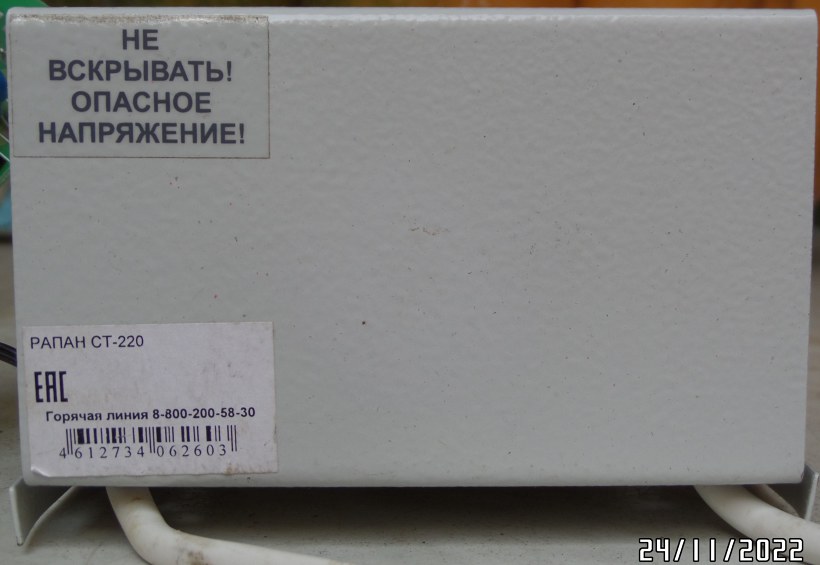 НЕ
ВСКРЫВАТЬ!
ОПАСНОЕ
НАПРЯЖЕНИЕ!
РАПАН СТ-220
EAC
Горячая линия 8-800-200-58-30
4 612734 062603
24/11/2022